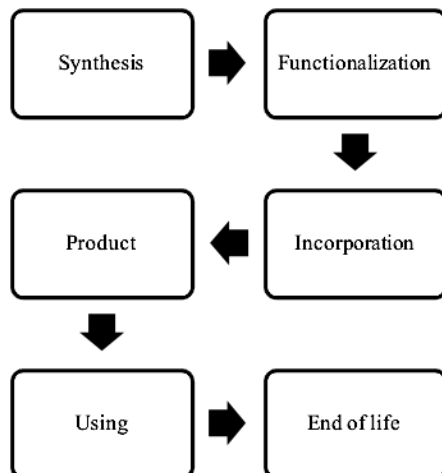 Synthesis
Functionalization
Incorporation
Product
Using
End of life